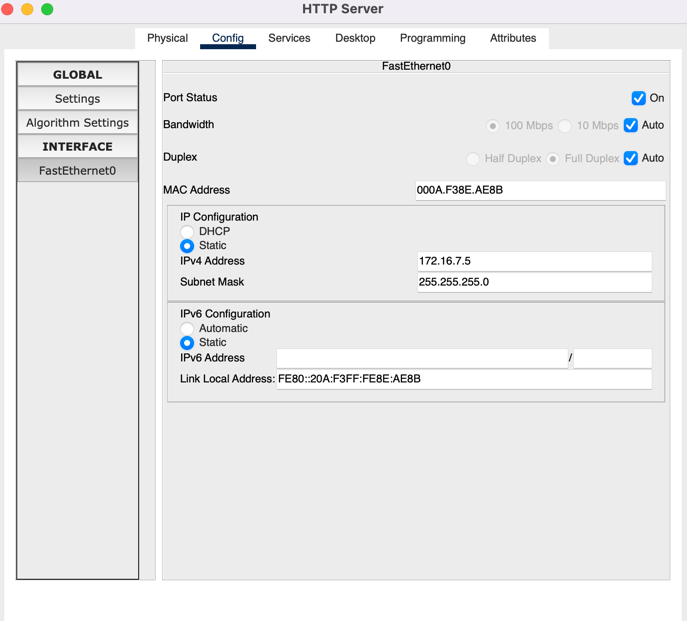 HTTP Server
Physical Config Services Desktop Programming Attributes
GLOBAL
Settings
Algorithm Settings
INTERFACE
FastEthernet0
FastEthernet0
Port Status On
Bandwidth 100 Mbps 10 Mbps Auto
Duplex Half Duplex Full Duplex Auto
MAC Address 000A.F38E.AE8B
IP Configuration
DHCP
Static
IPv4 Address 172.16.7.5
Subnet Mask 255.255.255.0
IPv6 Configuration
Automatic
Static
IPv6 Address /
Link Local Address: FE80::20A:F3FF:FE8E:AE8B